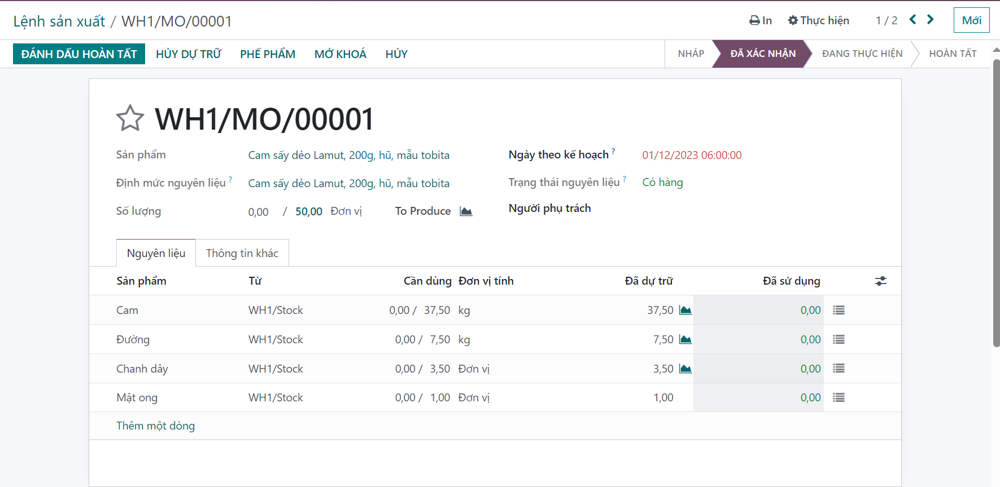 Lệnh sản xuất / WH1/MO/00001
In
Thực hiện
1 / 2
Mới
ĐÁNH DẤU HOÀN TẤT
HỦY DỰ TRỮ
PHẾ PHẨM
MỞ KHOÁ
HỦY
NHÁP
ĐÃ XÁC NHẬN
ĐANG THỰC HIỆN
HOÀN TẤT
WH1/MO/00001
Sản phẩm Cam sấy dẻo Lamut, 200g, hũ, mẫu tobita
Định mức nguyên liệu ? Cam sấy dẻo Lamut, 200g, hũ, mẫu tobita
Số lượng 0,00 / 50,00 Đơn vị To Produce
Ngày theo kế hoạch ? 01/12/2023 06:00:00
Trạng thái nguyên liệu ? Có hàng
Người phụ trách
Nguyên liệu Thông tin khác
Sản phẩm Từ Cần dùng Đơn vị tính Đã dự trữ Đã sử dụng
Cam WH1/Stock 0,00 / 37,50 kg 37,50 0,00
Đường WH1/Stock 0,00 / 7,50 kg 7,50 0,00
Chanh dây WH1/Stock 0,00 / 3,50 Đơn vị 3,50 0,00
Mật ong WH1/Stock 0,00 / 1,00 Đơn vị 1,00 0,00
Thêm một dòng